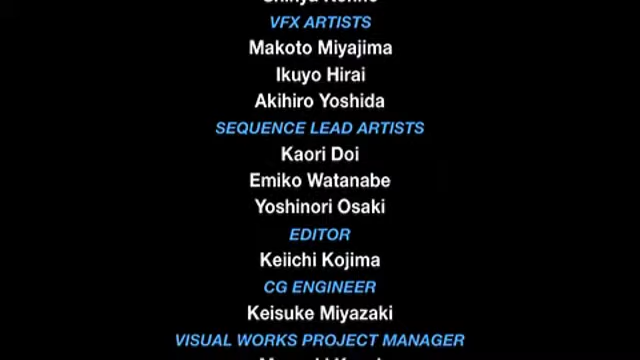 VFX ARTISTS
Makoto Miyajima
Ikuyo Hirai
Akihiro Yoshida
SEQUENCE LEAD ARTISTS
Kaori Doi
Emiko Watanabe
Yoshinori Osaki
EDITOR
Keiichi Kojima
CG ENGINEER
Keisuke Miyazaki
VISUAL WORKS PROJECT MANAGER